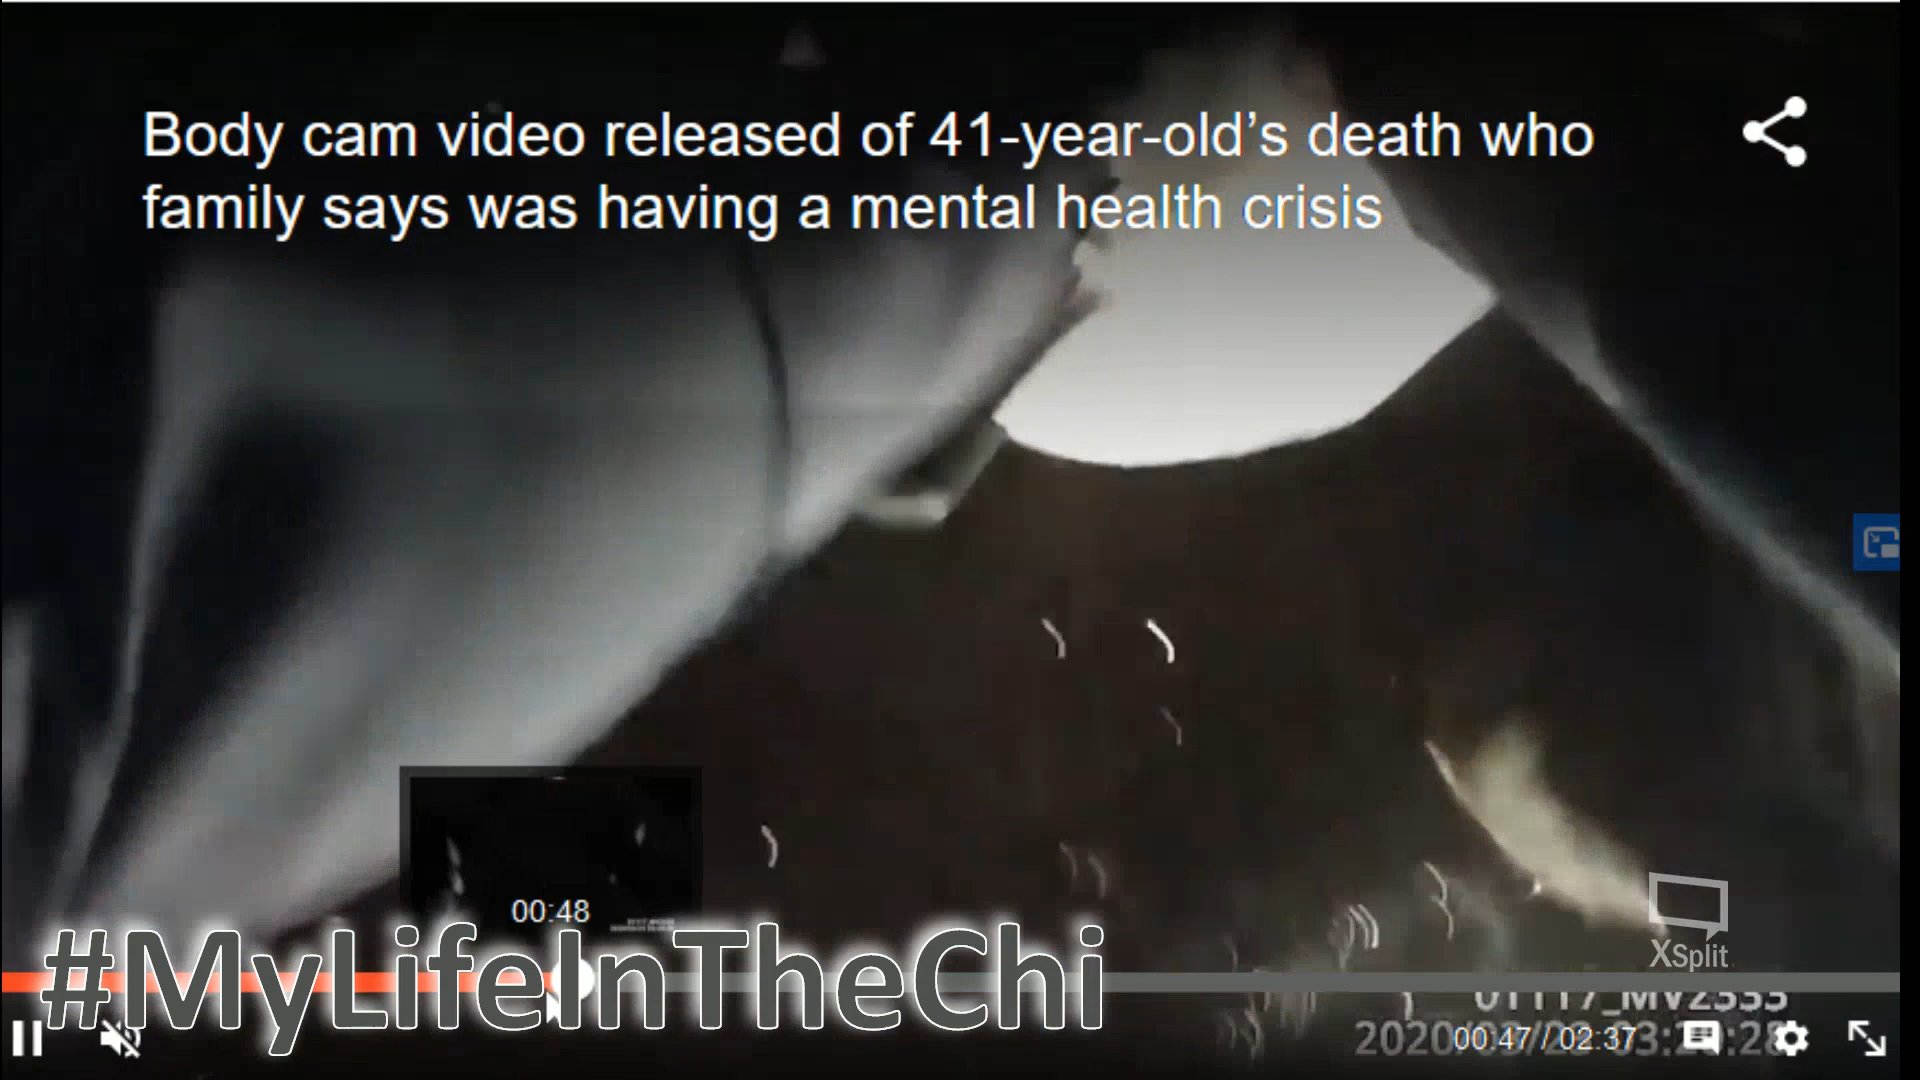 Body cam video released of 41-year-old’s death who
family says was having a mental health crisis
00:48
#MyLifeInTheChi
XSplit
00:47 / 02:37